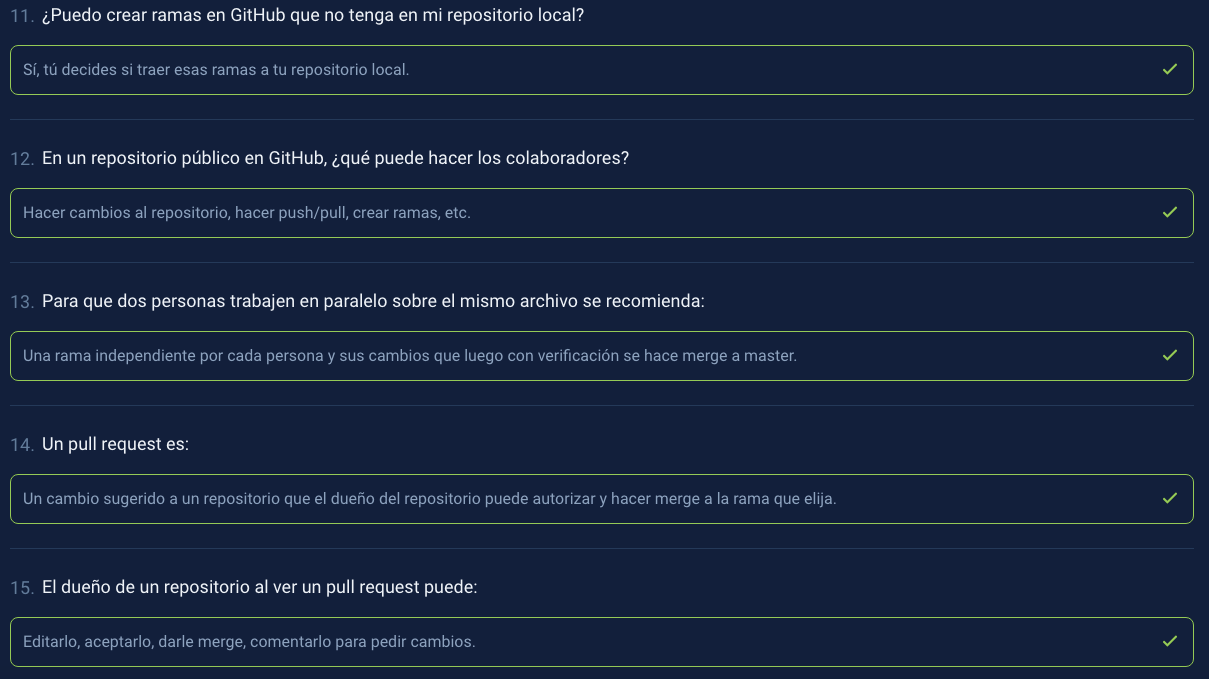 11. ¿Puedo crear ramas en GitHub que no tenga en mi repositorio local?
Sí, tú decides si traer esas ramas a tu repositorio local.
12. En un repositorio público en GitHub, ¿qué puede hacer los colaboradores?
Hacer cambios al repositorio, hacer push/pull, crear ramas, etc.
13. Para que dos personas trabajen en paralelo sobre el mismo archivo se recomienda:
Una rama independiente por cada persona y sus cambios que luego con verificación se hace merge a master.
14. Un pull request es:
Un cambio sugerido a un repositorio que el dueño del repositorio puede autorizar y hacer merge a la rama que elija.
15. El dueño de un repositorio al ver un pull request puede:
Editarlo, aceptarlo, darle merge, comentarlo para pedir cambios.